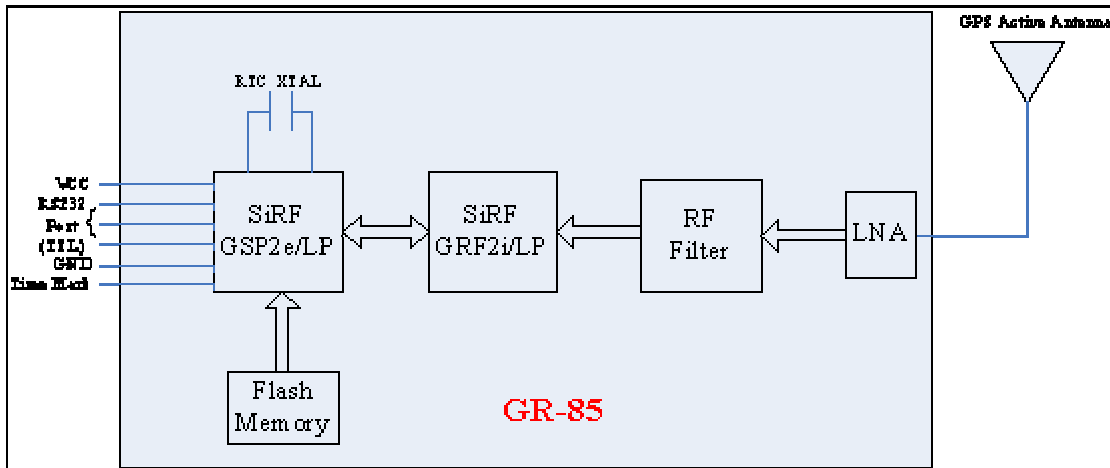 GPS Active Antenna
RTC XTAL
VCC
RS232
Port {
(TTL)
GND
Time Mark
SiRF
GSP2e/LP
SiRF
GRF2i/LP
RF
Filter
LNA
Flash
Memory
GR-85